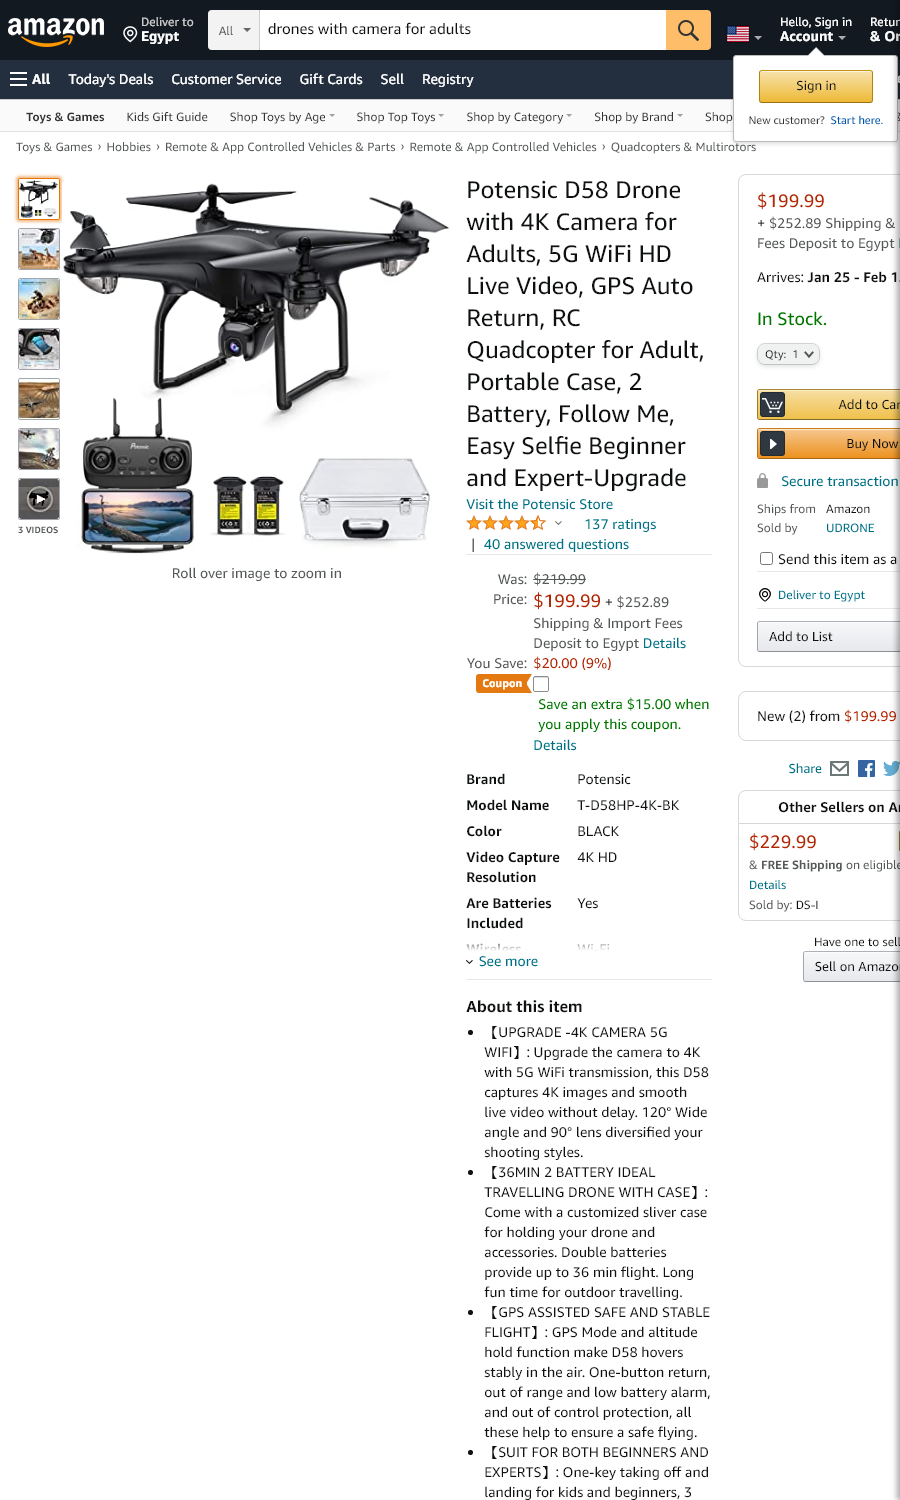 amazon
Deliver to
Egypt
All
drones with camera for adults
Hello, Sign in
Account
Retur
& Or
All
Today's Deals
Customer Service
Gift Cards
Sell
Registry
Sign in
New customer? Start here.
Toys & Games
Kids Gift Guide
Shop Toys by Age
Shop Top Toys
Shop by Category
Shop by Brand
Shop
Toys & Games › Hobbies › Remote & App Controlled Vehicles & Parts › Remote & App Controlled Vehicles › Quadcopters & Multirotors
3 VIDEOS
Potensic
Roll over image to zoom in
Potensic D58 Drone
with 4K Camera for
Adults, 5G WiFi HD
Live Video, GPS Auto
Return, RC
Quadcopter for Adult,
Portable Case, 2
Battery, Follow Me,
Easy Selfie Beginner
and Expert-Upgrade
Visit the Potensic Store
137 ratings
| 40 answered questions
Was: $219.99
Price: $199.99 + $252.89
Shipping & Import Fees
Deposit to Egypt Details
You Save: $20.00 (9%)
Coupon
Save an extra $15.00 when
you apply this coupon.
Details
Brand Potensic
Model Name T-D58HP-4K-BK
Color BLACK
Video Capture 4K HD
Resolution
Are Batteries Yes
Included
Wireless Wi-Fi
See more
About this item
• 【UPGRADE -4K CAMERA 5G
WIFI】: Upgrade the camera to 4K
with 5G WiFi transmission, this D58
captures 4K images and smooth
live video without delay. 120° Wide
angle and 90° lens diversified your
shooting styles.
• 【36MIN 2 BATTERY IDEAL
TRAVELLING DRONE WITH CASE】:
Come with a customized sliver case
for holding your drone and
accessories. Double batteries
provide up to 36 min flight. Long
fun time for outdoor travelling.
• 【GPS ASSISTED SAFE AND STABLE
FLIGHT】: GPS Mode and altitude
hold function make D58 hovers
stably in the air. One-button return,
out of range and low battery alarm,
and out of control protection, all
these help to ensure a safe flying.
• 【SUIT FOR BOTH BEGINNERS AND
EXPERTS】: One-key taking off and
landing for kids and beginners, 3
$199.99
+ $252.89 Shipping &
Fees Deposit to Egypt
Arrives: Jan 25 - Feb 1
In Stock.
Qty: 1
Add to Car
Buy Now
Secure transaction
Ships from Amazon
Sold by UDRONE
Send this item as a
Deliver to Egypt
Add to List
New (2) from $199.99
Share
Other Sellers on A
$229.99
& FREE Shipping on eligible
Details
Sold by: DS-I
Have one to sell
Sell on Amazo